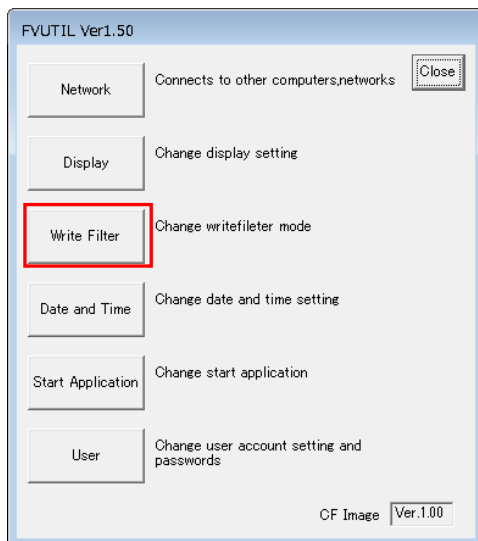 FVUTIL Ver1.50
Close
Network
Connects to other computers,networks
Display
Change display setting
Write Filter
Change writefileter mode
Date and Time
Change date and time setting
Start Application
Change start application
User
Change user account setting and
passwords
CF Image Ver.1.00